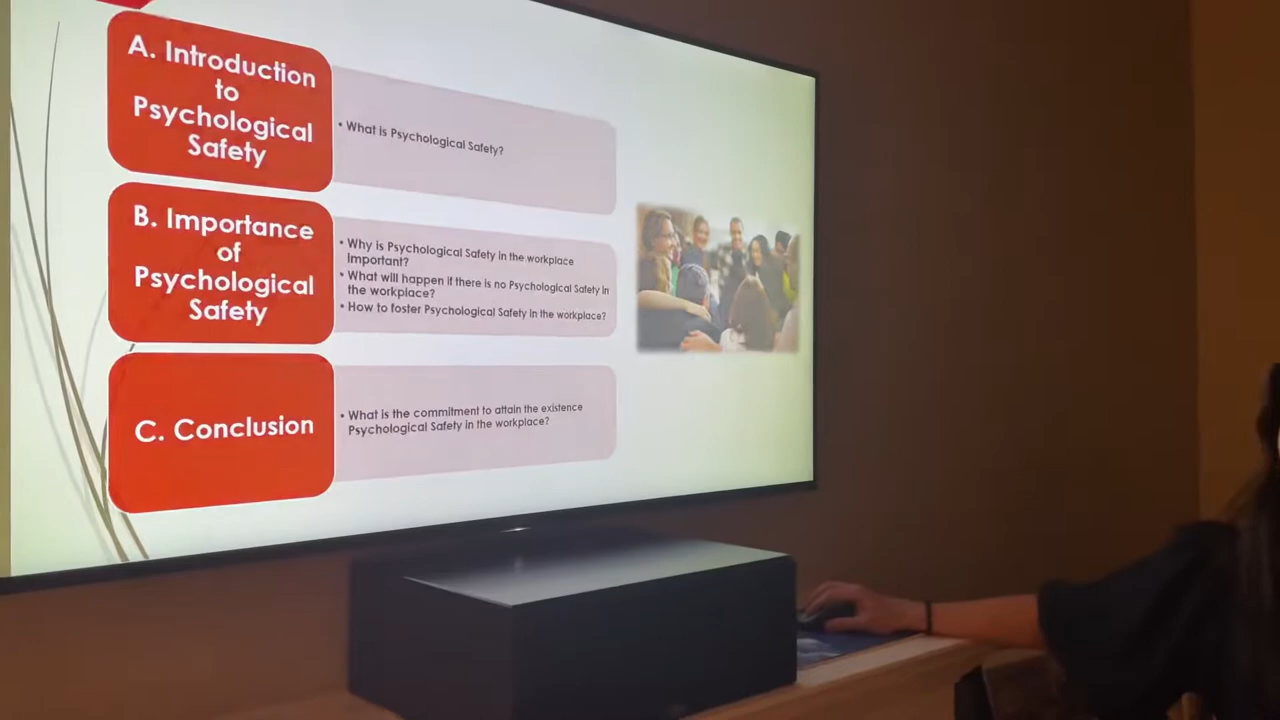 A. Introduction
to
Psychological
Safety
• What is Psychological Safety?
B. Importance
of
Psychological
Safety
• Why is Psychological Safety in the workplace
Important?
• What will happen if there is no Psychological Safety in
the workplace?
• How to foster Psychological Safety in the workplace?
C. Conclusion
• What is the commitment to attain the existence
Psychological Safety in the workplace?